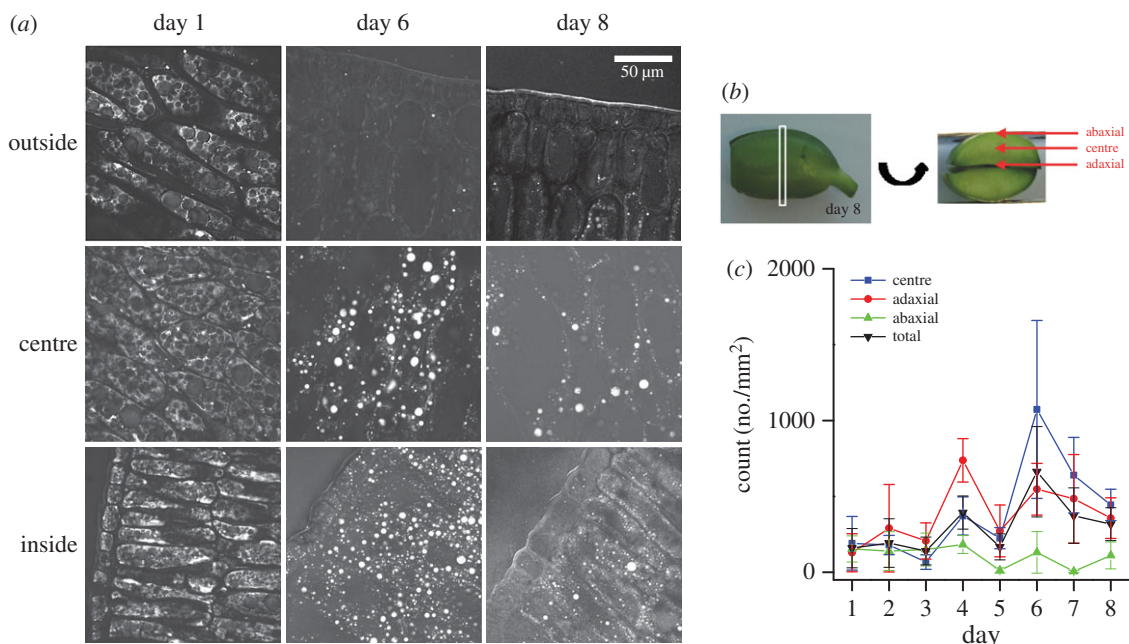 (a)
day 1
day 6
day 8
outside
50 µm
centre
inside
(b)
day 8
abaxial
centre
adaxial
(c)
2000
1000
0
count (no./mm²)
centre
adaxial
abaxial
total
1 2 3 4 5 6 7 8
day